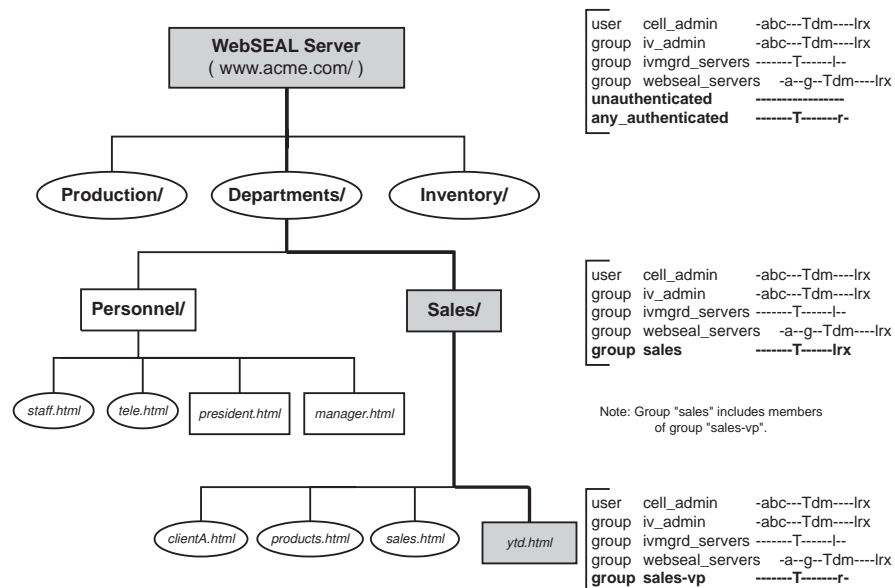 WebSEAL Server
( www.acme.com/ )
user cell_admin -abc---Tdm----lrx
group iv_admin -abc---Tdm----lrx
group ivmgrd_servers -------T------l--
group webseal_servers -a--g--Tdm----lrx
unauthenticated -----------------
any_authenticated -------T-------r-
Production/
Departments/
Inventory/
Personnel/
Sales/
user cell_admin -abc---Tdm----lrx
group iv_admin -abc---Tdm----lrx
group ivmgrd_servers -------T------l--
group webseal_servers -a--g--Tdm----lrx
group sales -------T------lrx
staff.html
tele.html
president.html
manager.html
Note: Group "sales" includes members
of group "sales-vp".
clientA.html
products.html
sales.html
ytd.html
user cell_admin -abc---Tdm----lrx
group iv_admin -abc---Tdm----lrx
group ivmgrd_servers -------T------l--
group webseal_servers -a--g--Tdm----lrx
group sales-vp -------T-------r-